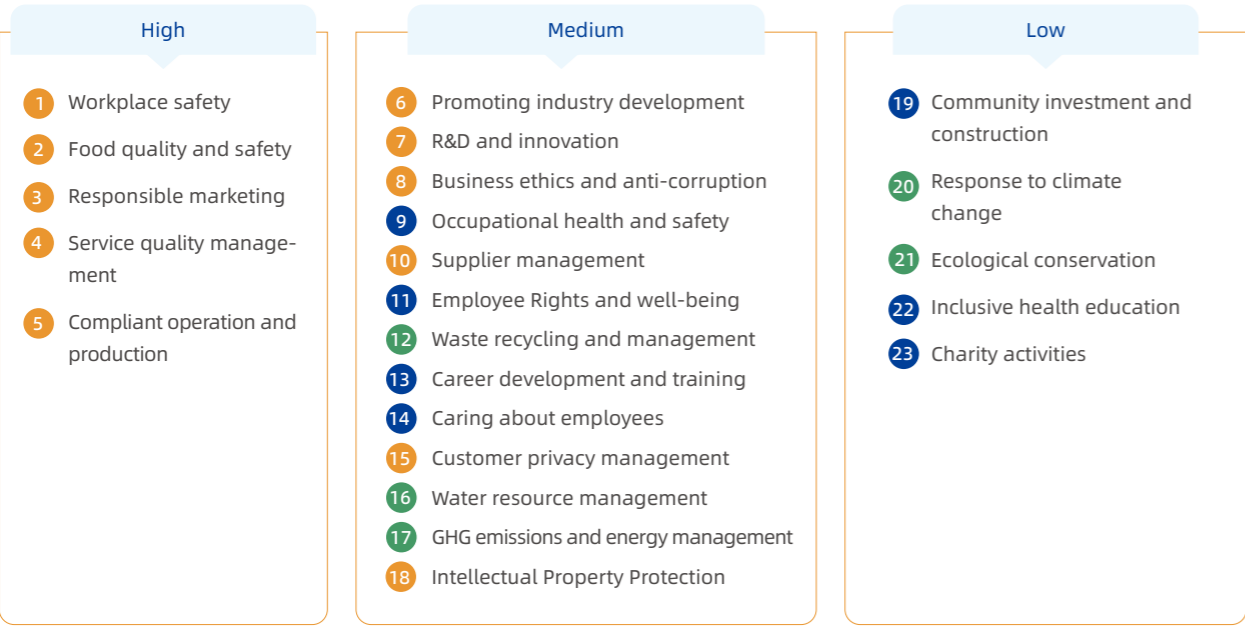 High
1 Workplace safety
2 Food quality and safety
3 Responsible marketing
4 Service quality manage-
ment
5 Compliant operation and
production
Medium
6 Promoting industry development
7 R&D and innovation
8 Business ethics and anti-corruption
9 Occupational health and safety
10 Supplier management
11 Employee Rights and well-being
12 Waste recycling and management
13 Career development and training
14 Caring about employees
15 Customer privacy management
16 Water resource management
17 GHG emissions and energy management
18 Intellectual Property Protection
Low
19 Community investment and
construction
20 Response to climate
change
21 Ecological conservation
22 Inclusive health education
23 Charity activities